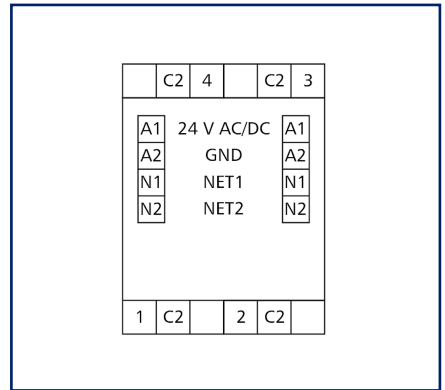 C2 4 C2 3
A1 24 V AC/DC A1
A2 GND A2
N1 NET1 N1
N2 NET2 N2
1 C2 2 C2